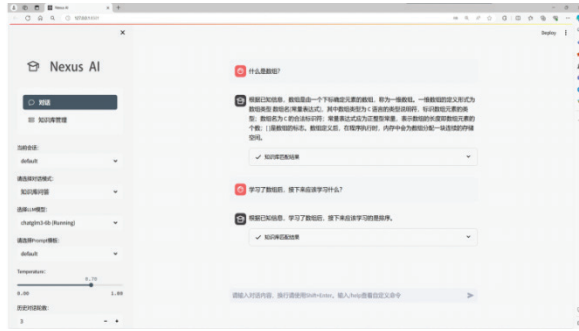 Nexus AI
Deploy
Nexus AI
对话
知识库管理
当前会话:
default
请选择对话模式:
知识库问答
选择LLM模型:
chatglm3-6b (Running)
请选择Prompt模板:
default
Temperature:
0.70
0.00 1.00
历史对话轮数:
3
什么是数组?
根据已知信息，数组是由一个下标确定元素的数组，称为一维数组。一维数组的定义形式为
数组类型 数组名[常量表达式]，其中数组类型为 C 语言的类型说明符，标识数组元素的类
型；数组名为 C 的合法标识符；常量表达式应为正整型常量，表示数组的长度即数组元素的
个数；[ ]是数组的标志。数组定义后，在程序执行时，内存中会为数组分配一块连续的存储
空间。
知识库匹配结果
学习了数组后，接下来应该学习什么?
根据已知信息，学习了数组后，接下来应该学习的是排序。
知识库匹配结果
请输入对话内容，换行请使用Shift+Enter。输入/help查看自定义命令